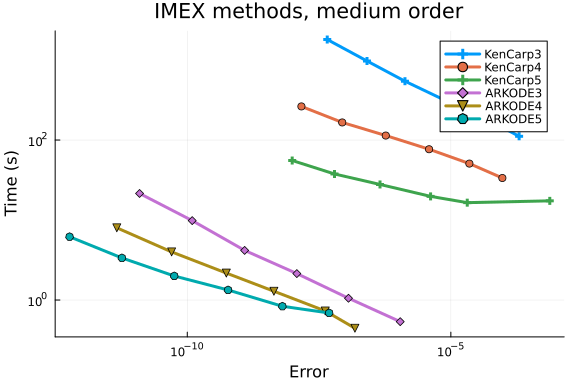 IMEX methods, medium order
KenCarp3
KenCarp4
KenCarp5
ARKODE3
ARKODE4
ARKODE5
Time (s)
10²
10⁰
10⁻¹⁰
10⁻⁵
Error